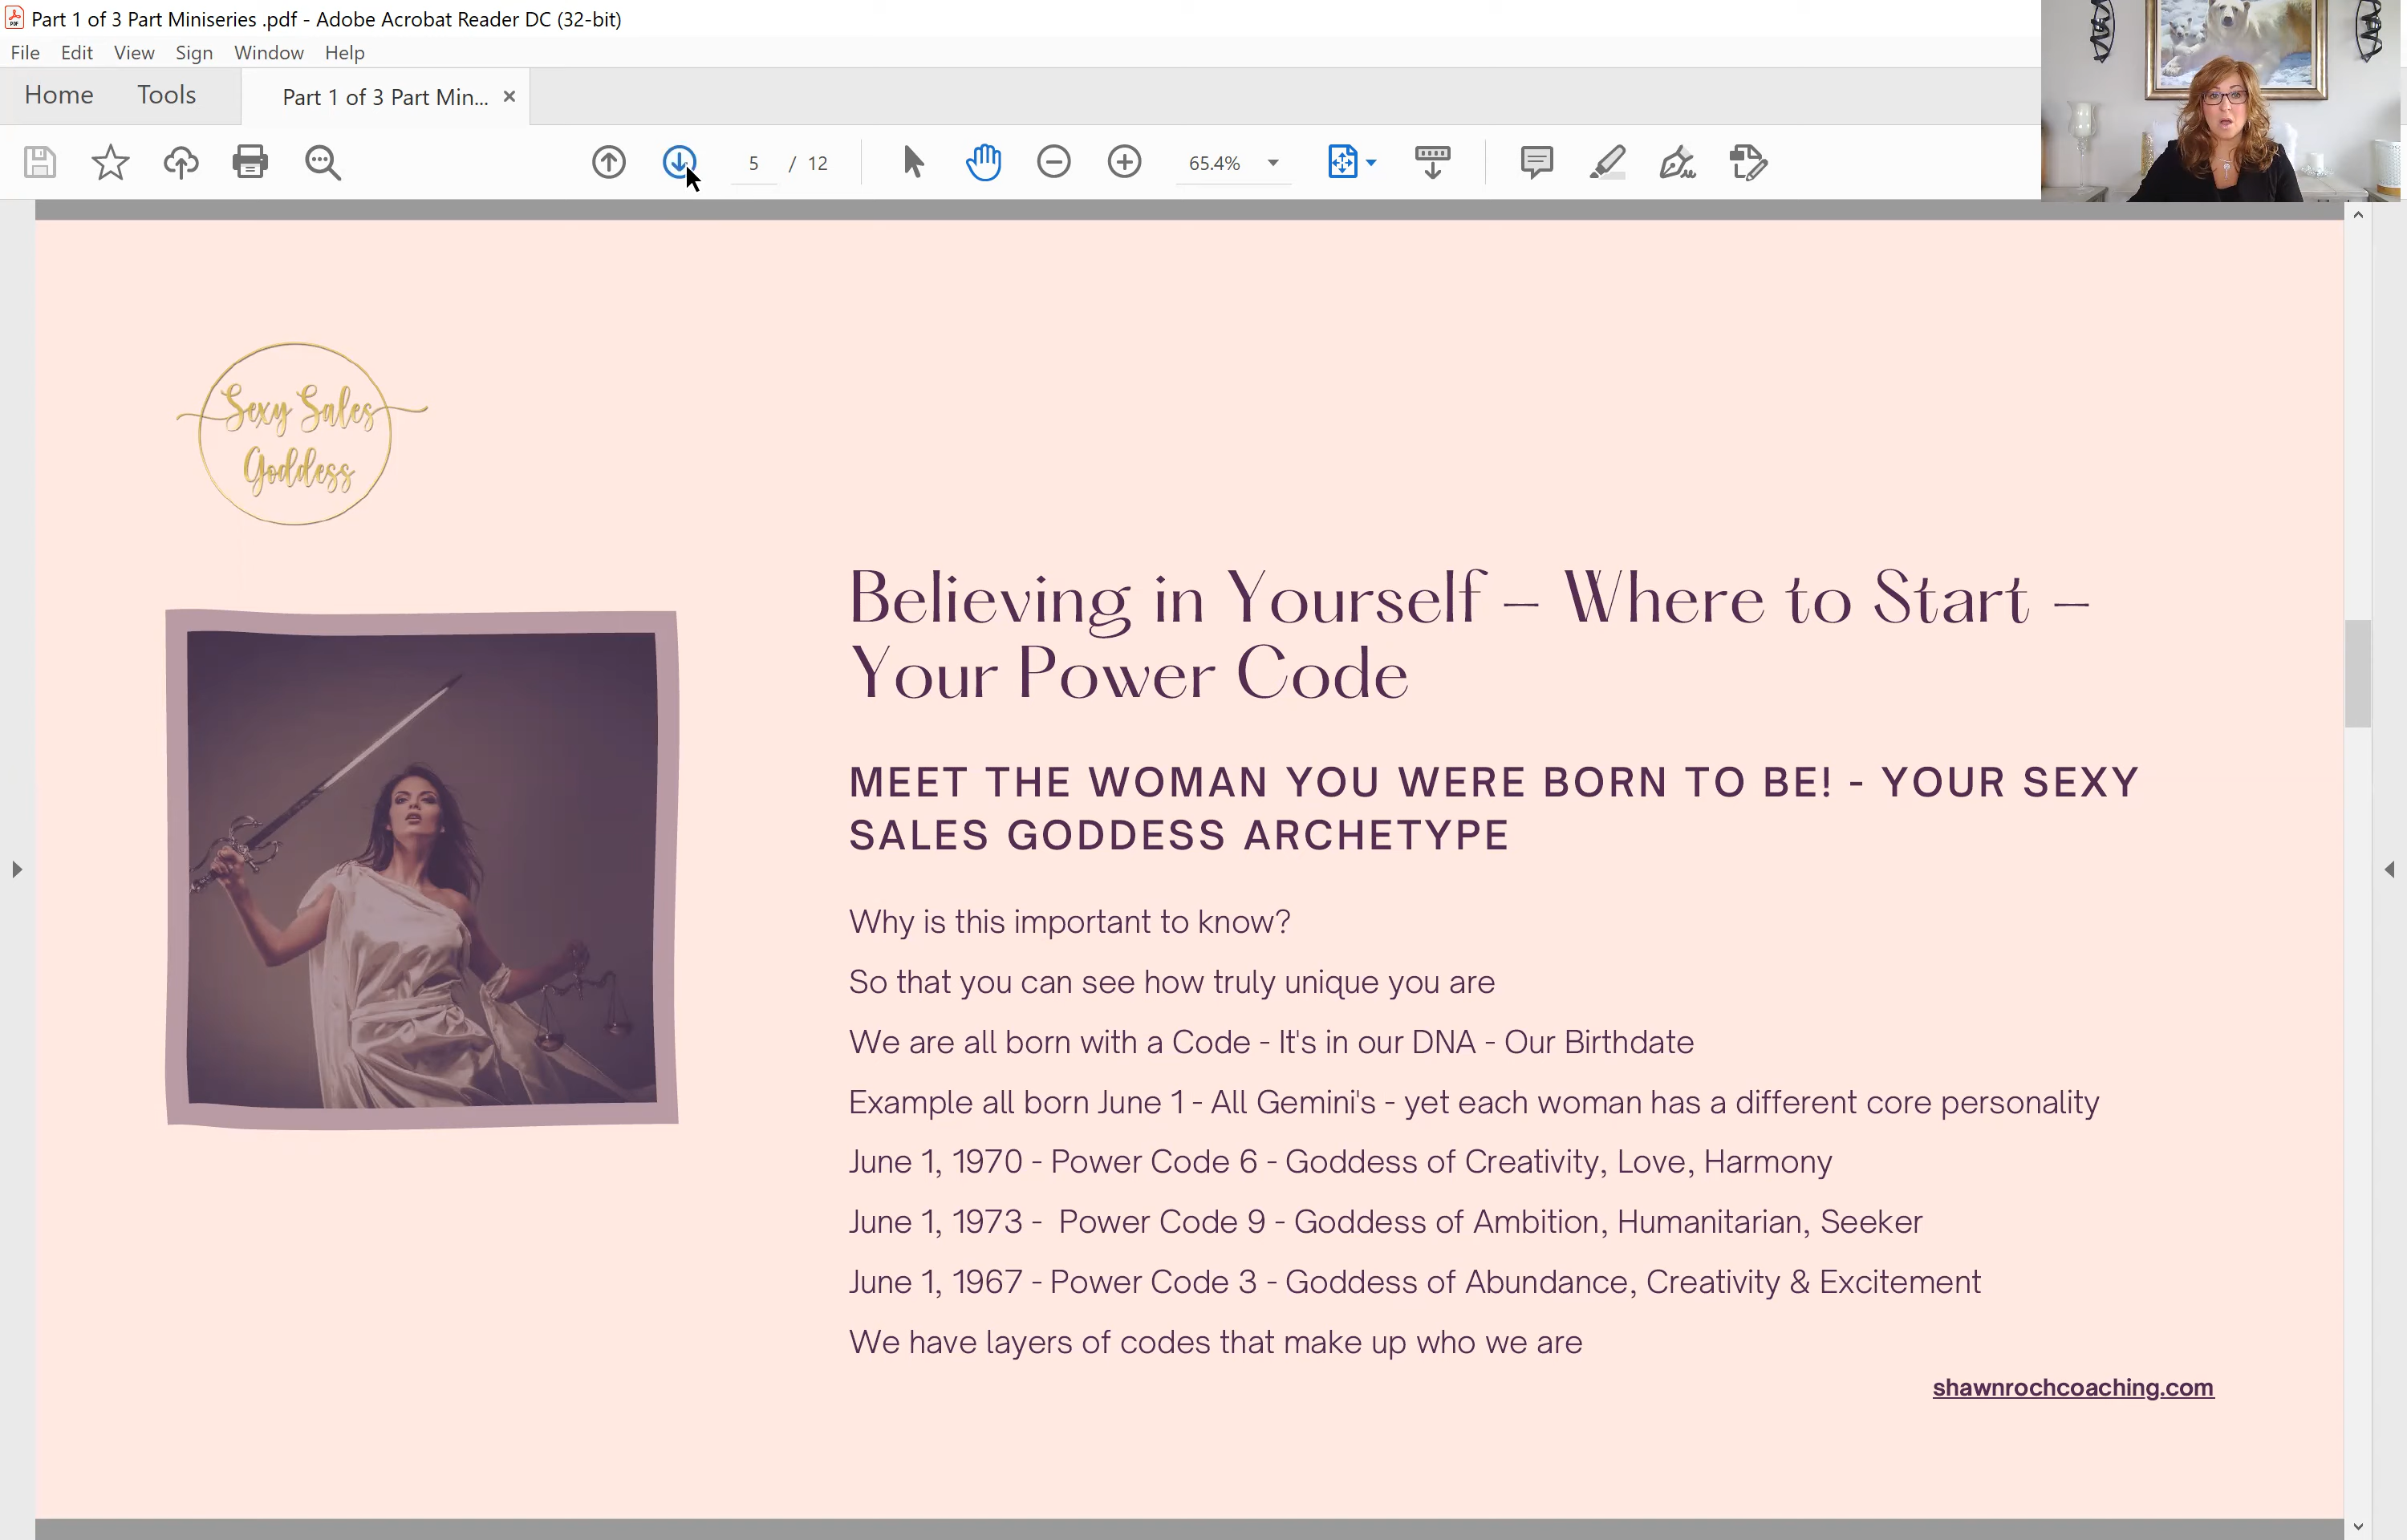 Part 1 of 3 Part Miniseries .pdf - Adobe Acrobat Reader DC (32-bit)
File Edit View Sign Window Help
Home Tools Part 1 of 3 Part Min... ×
5 / 12 65.4%
Sexy Sales
Goddess
Believing in Yourself – Where to Start –
Your Power Code
MEET THE WOMAN YOU WERE BORN TO BE! - YOUR SEXY
SALES GODDESS ARCHETYPE
Why is this important to know?
So that you can see how truly unique you are
We are all born with a Code - It's in our DNA - Our Birthdate
Example all born June 1 - All Gemini's - yet each woman has a different core personality
June 1, 1970 - Power Code 6 - Goddess of Creativity, Love, Harmony
June 1, 1973 - Power Code 9 - Goddess of Ambition, Humanitarian, Seeker
June 1, 1967 - Power Code 3 - Goddess of Abundance, Creativity & Excitement
We have layers of codes that make up who we are
shawnrochcoaching.com